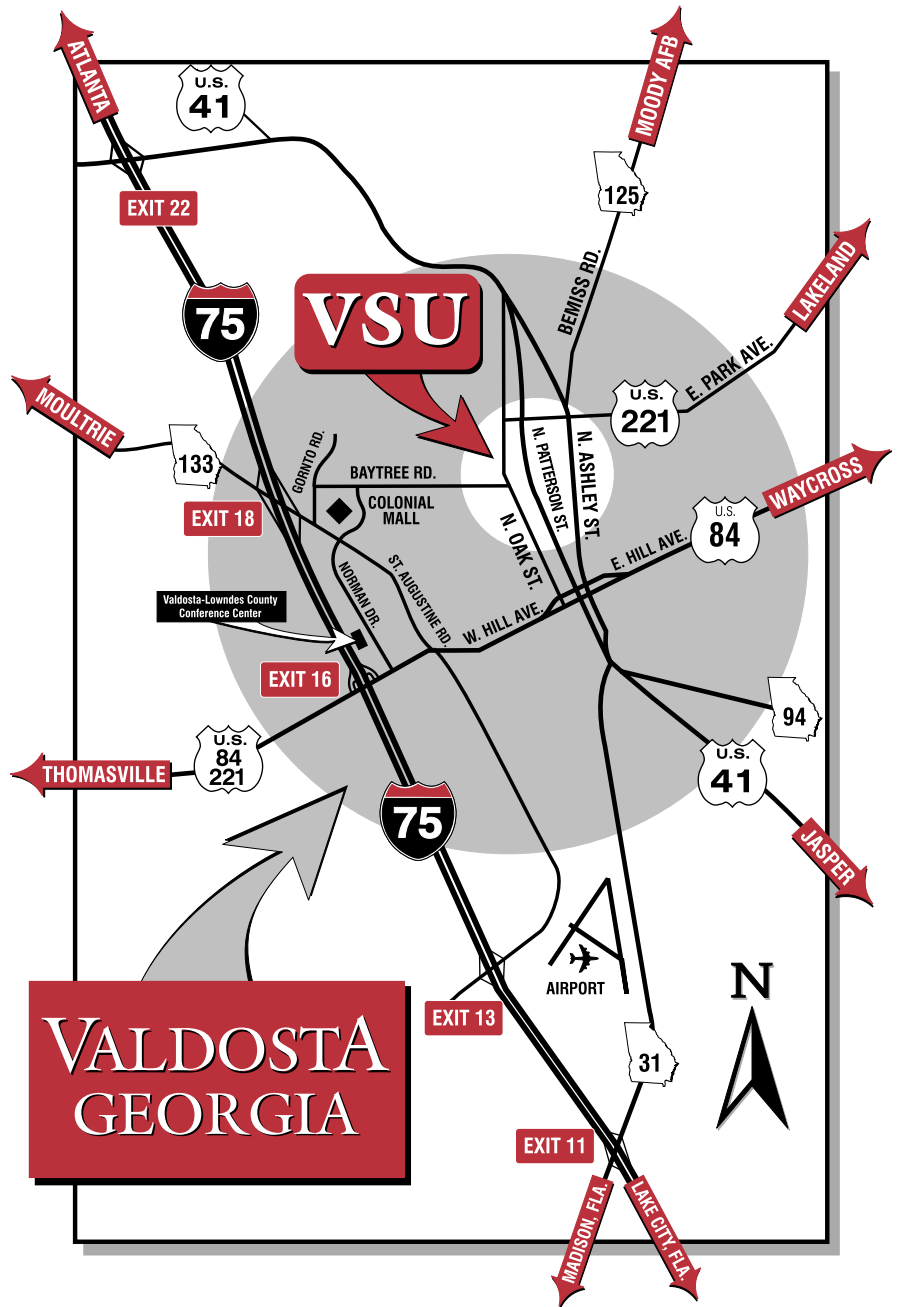 ATLANTA
U.S.
41
MOODY AFB
125
EXIT 22
BEMISS RD.
LAKELAND
75
VSU
E. PARK AVE.
U.S.
221
MOULTRIE
133
GORNTO RD.
BAYTREE RD.
COLONIAL
MALL
N. PATTERSON ST.
N. ASHLEY ST.
WAYCROSS
U.S.
84
EXIT 18
N. OAK ST.
E. HILL AVE.
NORMAN DR.
ST. AUGUSTINE RD.
Valdosta-Lowndes County
Conference Center
W. HILL AVE.
EXIT 16
94
U.S.
84
221
THOMASVILLE
U.S.
41
75
JASPER
AIRPORT
N
EXIT 13
VALDOSTA
GEORGIA
31
EXIT 11
MADISON, FLA.
LAKE CITY, FLA.